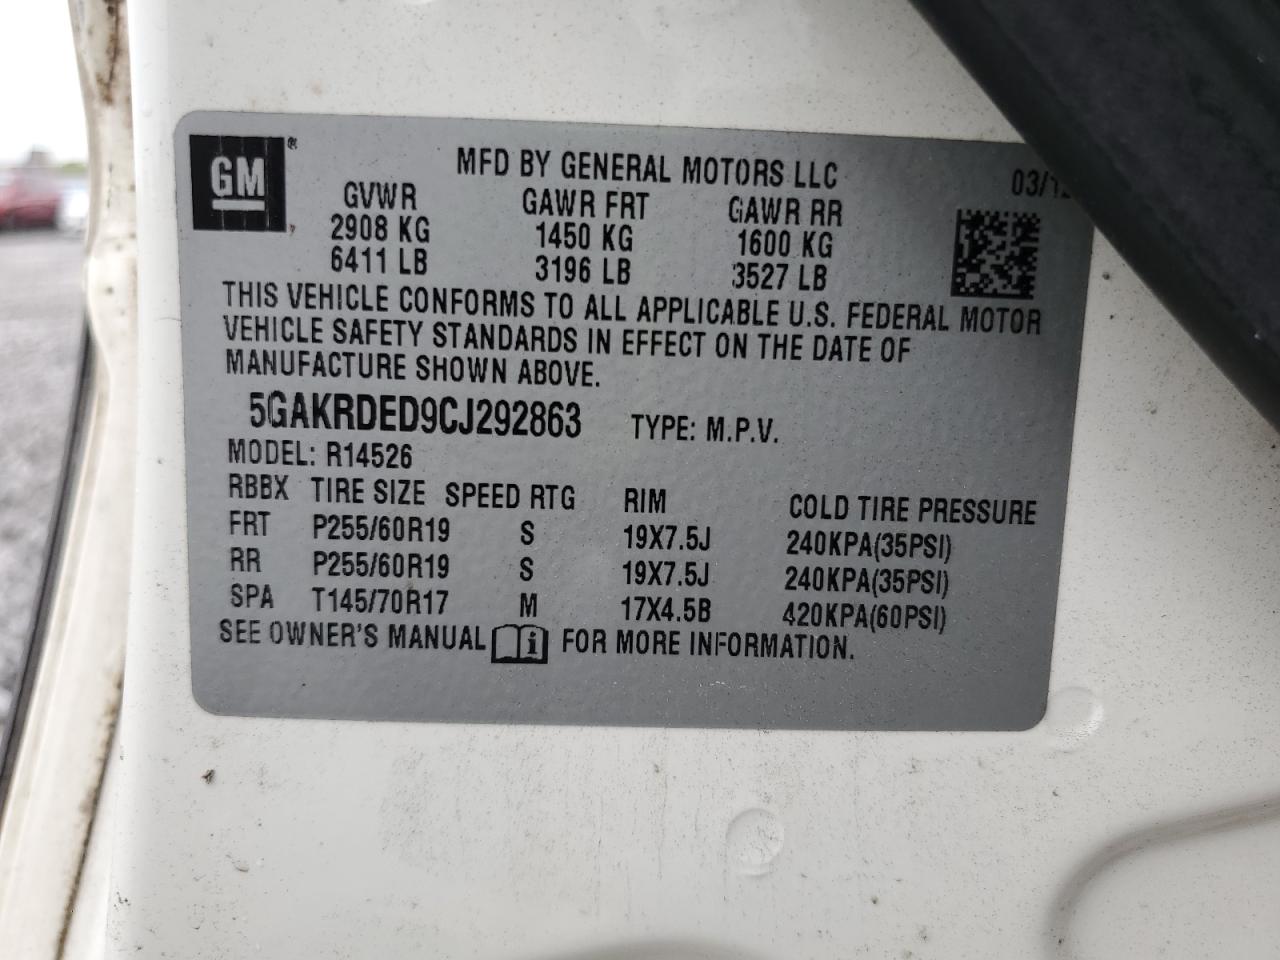 GM®
MFD BY GENERAL MOTORS LLC 03/12
GVWR GAWR FRT GAWR RR
2908 KG 1450 KG 1600 KG
6411 LB 3196 LB 3527 LB
THIS VEHICLE CONFORMS TO ALL APPLICABLE U.S. FEDERAL MOTOR
VEHICLE SAFETY STANDARDS IN EFFECT ON THE DATE OF
MANUFACTURE SHOWN ABOVE.
5GAKRDED9CJ292863 TYPE: M.P.V.
MODEL: R14526
RBBX TIRE SIZE SPEED RTG RIM COLD TIRE PRESSURE
FRT P255/60R19 S 19X7.5J 240KPA(35PSI)
RR P255/60R19 S 19X7.5J 240KPA(35PSI)
SPA T145/70R17 M 17X4.5B 420KPA(60PSI)
SEE OWNER'S MANUAL i FOR MORE INFORMATION.